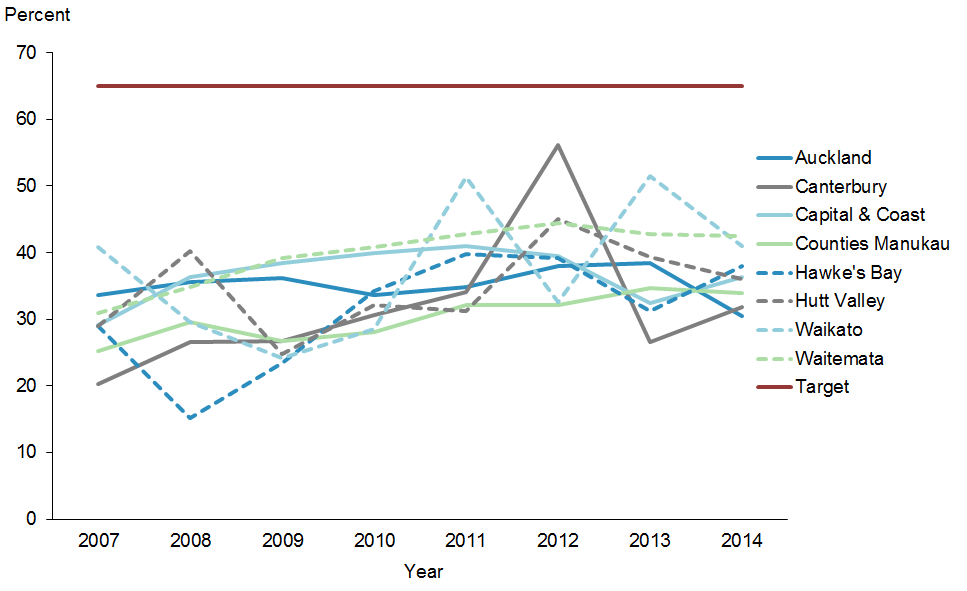 Percent
70
60
50
40
30
20
10
0
2007 2008 2009 2010 2011 2012 2013 2014
Year
Auckland
Canterbury
Capital & Coast
Counties Manukau
Hawke's Bay
Hutt Valley
Waikato
Waitemata
Target